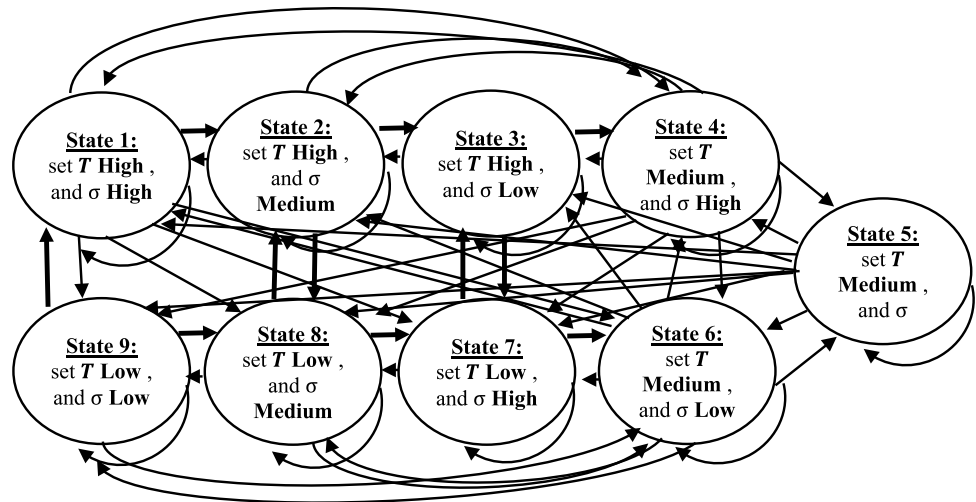 State 1:
set T High ,
and σ High
State 2:
set T High ,
and σ
Medium
State 3:
set T High ,
and σ Low
State 4:
set T
Medium ,
and σ High
State 5:
set T
Medium ,
and σ
State 9:
set T Low ,
and σ Low
State 8:
set T Low ,
and σ
Medium
State 7:
set T Low ,
and σ High
State 6:
set T
Medium ,
and σ Low